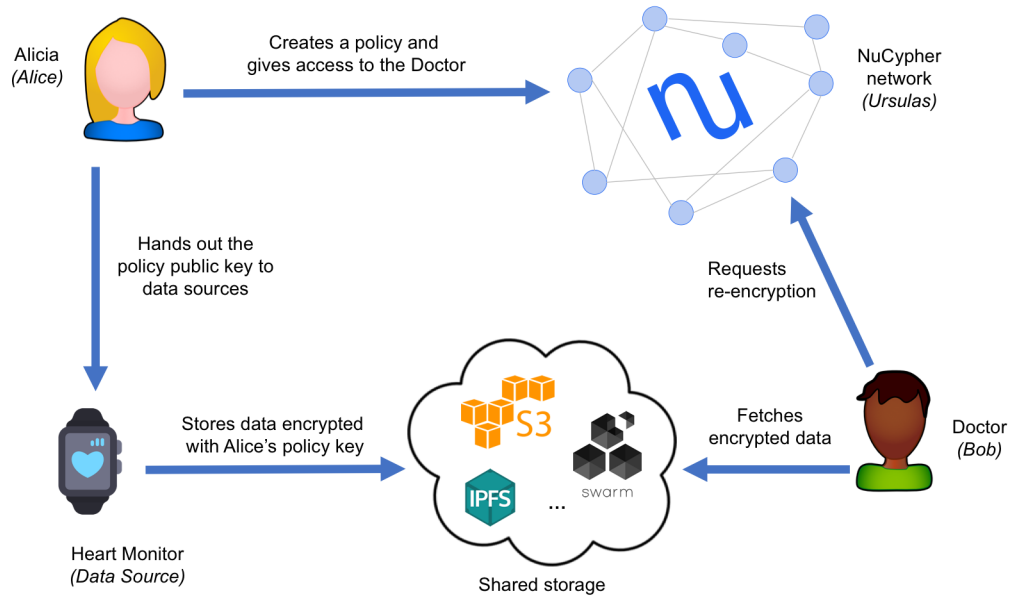 Alicia
(Alice)
Creates a policy and
gives access to the Doctor
NuCypher
network
(Ursulas)
nu
Hands out the
policy public key to
data sources
Requests
re-encryption
Stores data encrypted
with Alice's policy key
S3
IPFS
swarm
...
Fetches
encrypted data
Doctor
(Bob)
Heart Monitor
(Data Source)
Shared storage